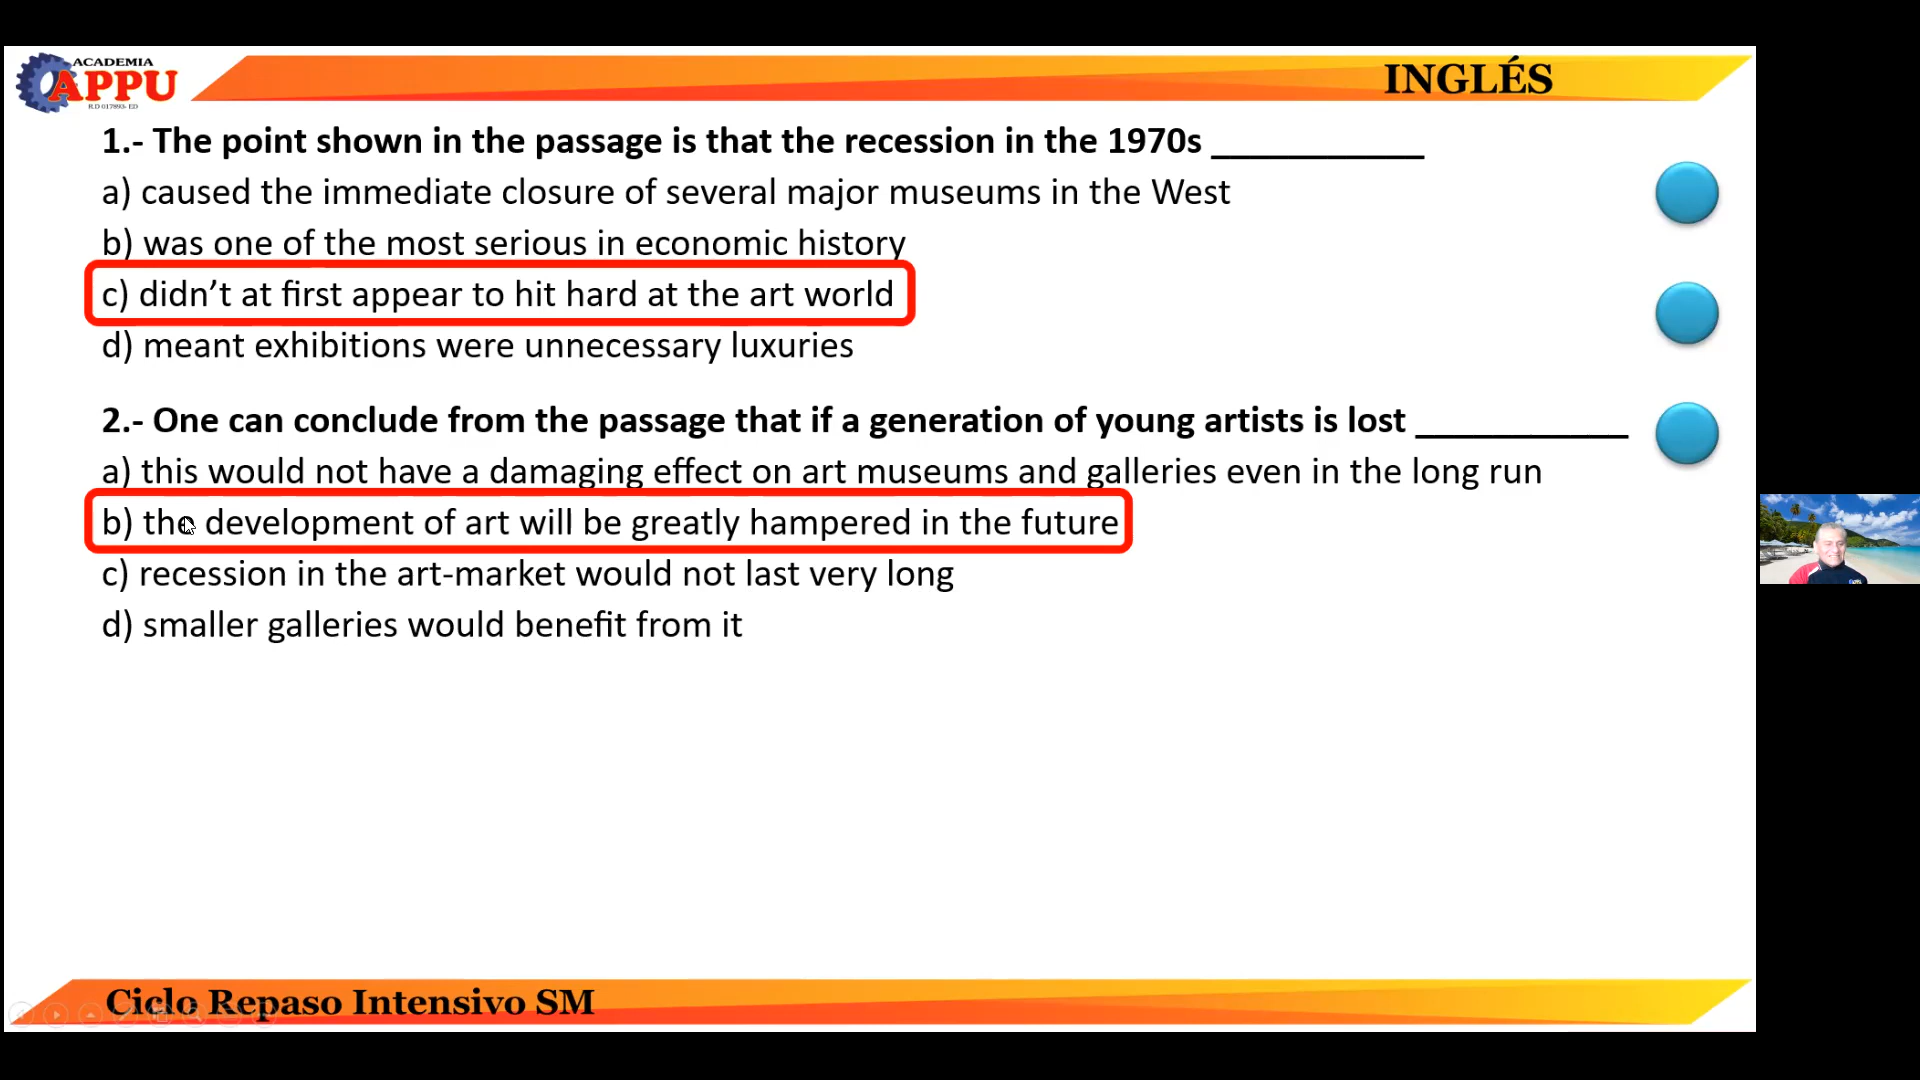 ACADEMIA
APPU
R.D 017893- ED
INGLÉS
1.- The point shown in the passage is that the recession in the 1970s ___________
a) caused the immediate closure of several major museums in the West
b) was one of the most serious in economic history
c) didn’t at first appear to hit hard at the art world
d) meant exhibitions were unnecessary luxuries
2.- One can conclude from the passage that if a generation of young artists is lost ___________
a) this would not have a damaging effect on art museums and galleries even in the long run
b) the development of art will be greatly hampered in the future
c) recession in the art-market would not last very long
d) smaller galleries would benefit from it
Ciclo Repaso Intensivo SM